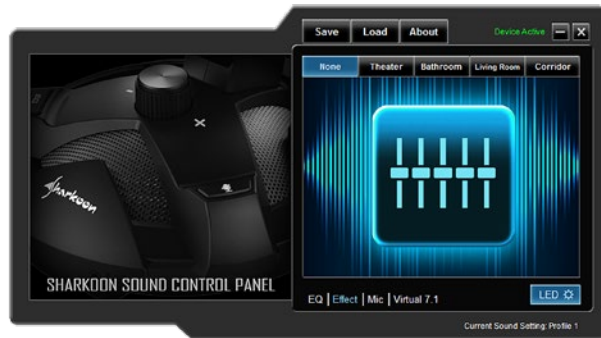 Save Load About Device Active
None Theater Bathroom Living Room Corridor
Sharkoon
SHARKOON SOUND CONTROL PANEL
EQ | Effect | Mic | Virtual 7.1
LED
Current Sound Setting: Profile 1